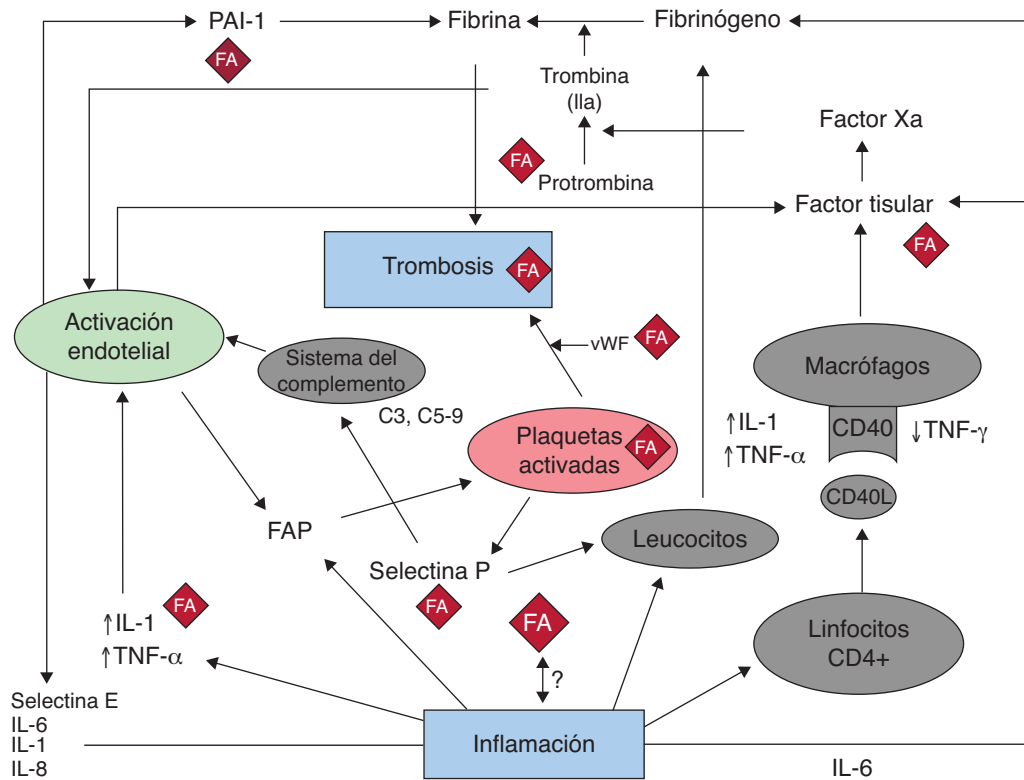 PAI-1
Fibrina
Fibrinógeno
FA
Trombina
(IIa)
Factor Xa
FA
Protrombina
Factor tisular
FA
Trombosis
FA
Activación
endotelial
Sistema del
complemento
vWF
FA
Macrófagos
C3, C5-9
↑IL-1
↑TNF-α
CD40
↓TNF-γ
Plaquetas
activadas
FA
CD40L
FAP
Leucocitos
Selectina P
FA
FA
?
FA
↑IL-1
↑TNF-α
Linfocitos
CD4+
Selectina E
IL-6
IL-1
IL-8
Inflamación
IL-6